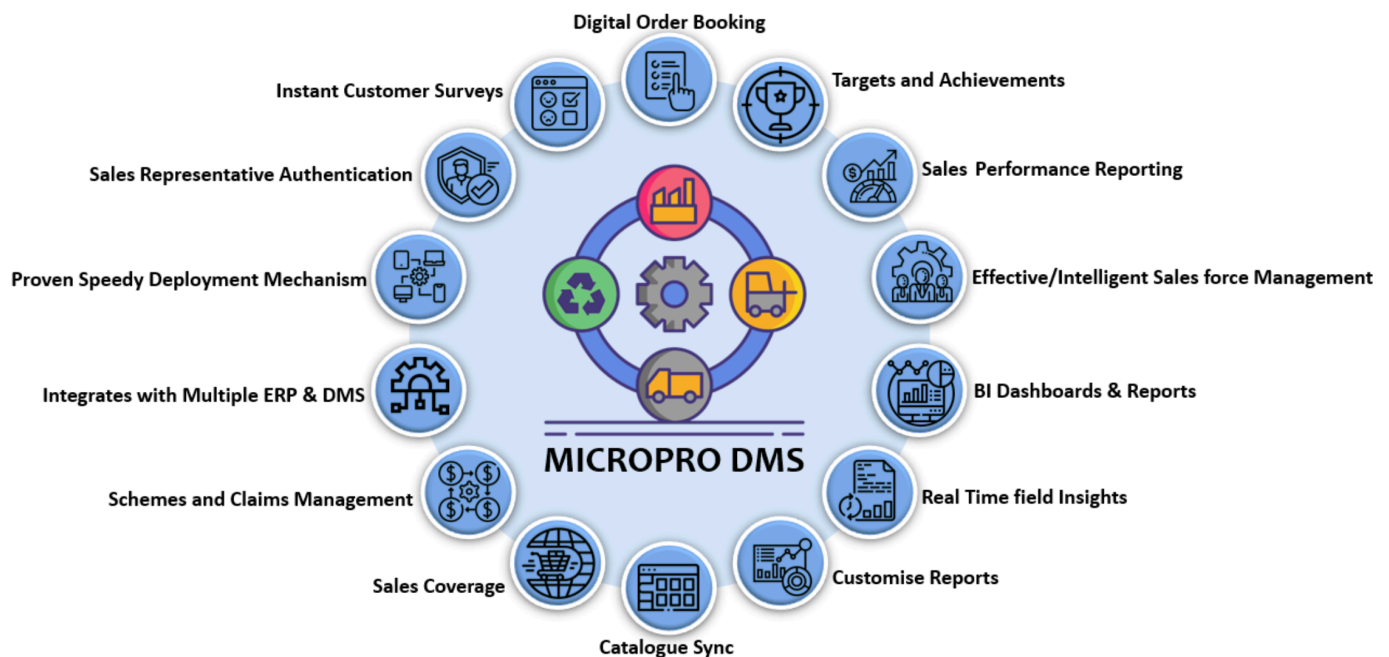 Digital Order Booking
Targets and Achievements
Sales Performance Reporting
Effective/Intelligent Sales force Management
BI Dashboards & Reports
Real Time field Insights
Customise Reports
Catalogue Sync
Sales Coverage
Schemes and Claims Management
Integrates with Multiple ERP & DMS
Proven Speedy Deployment Mechanism
Sales Representative Authentication
Instant Customer Surveys
MICROPRO DMS